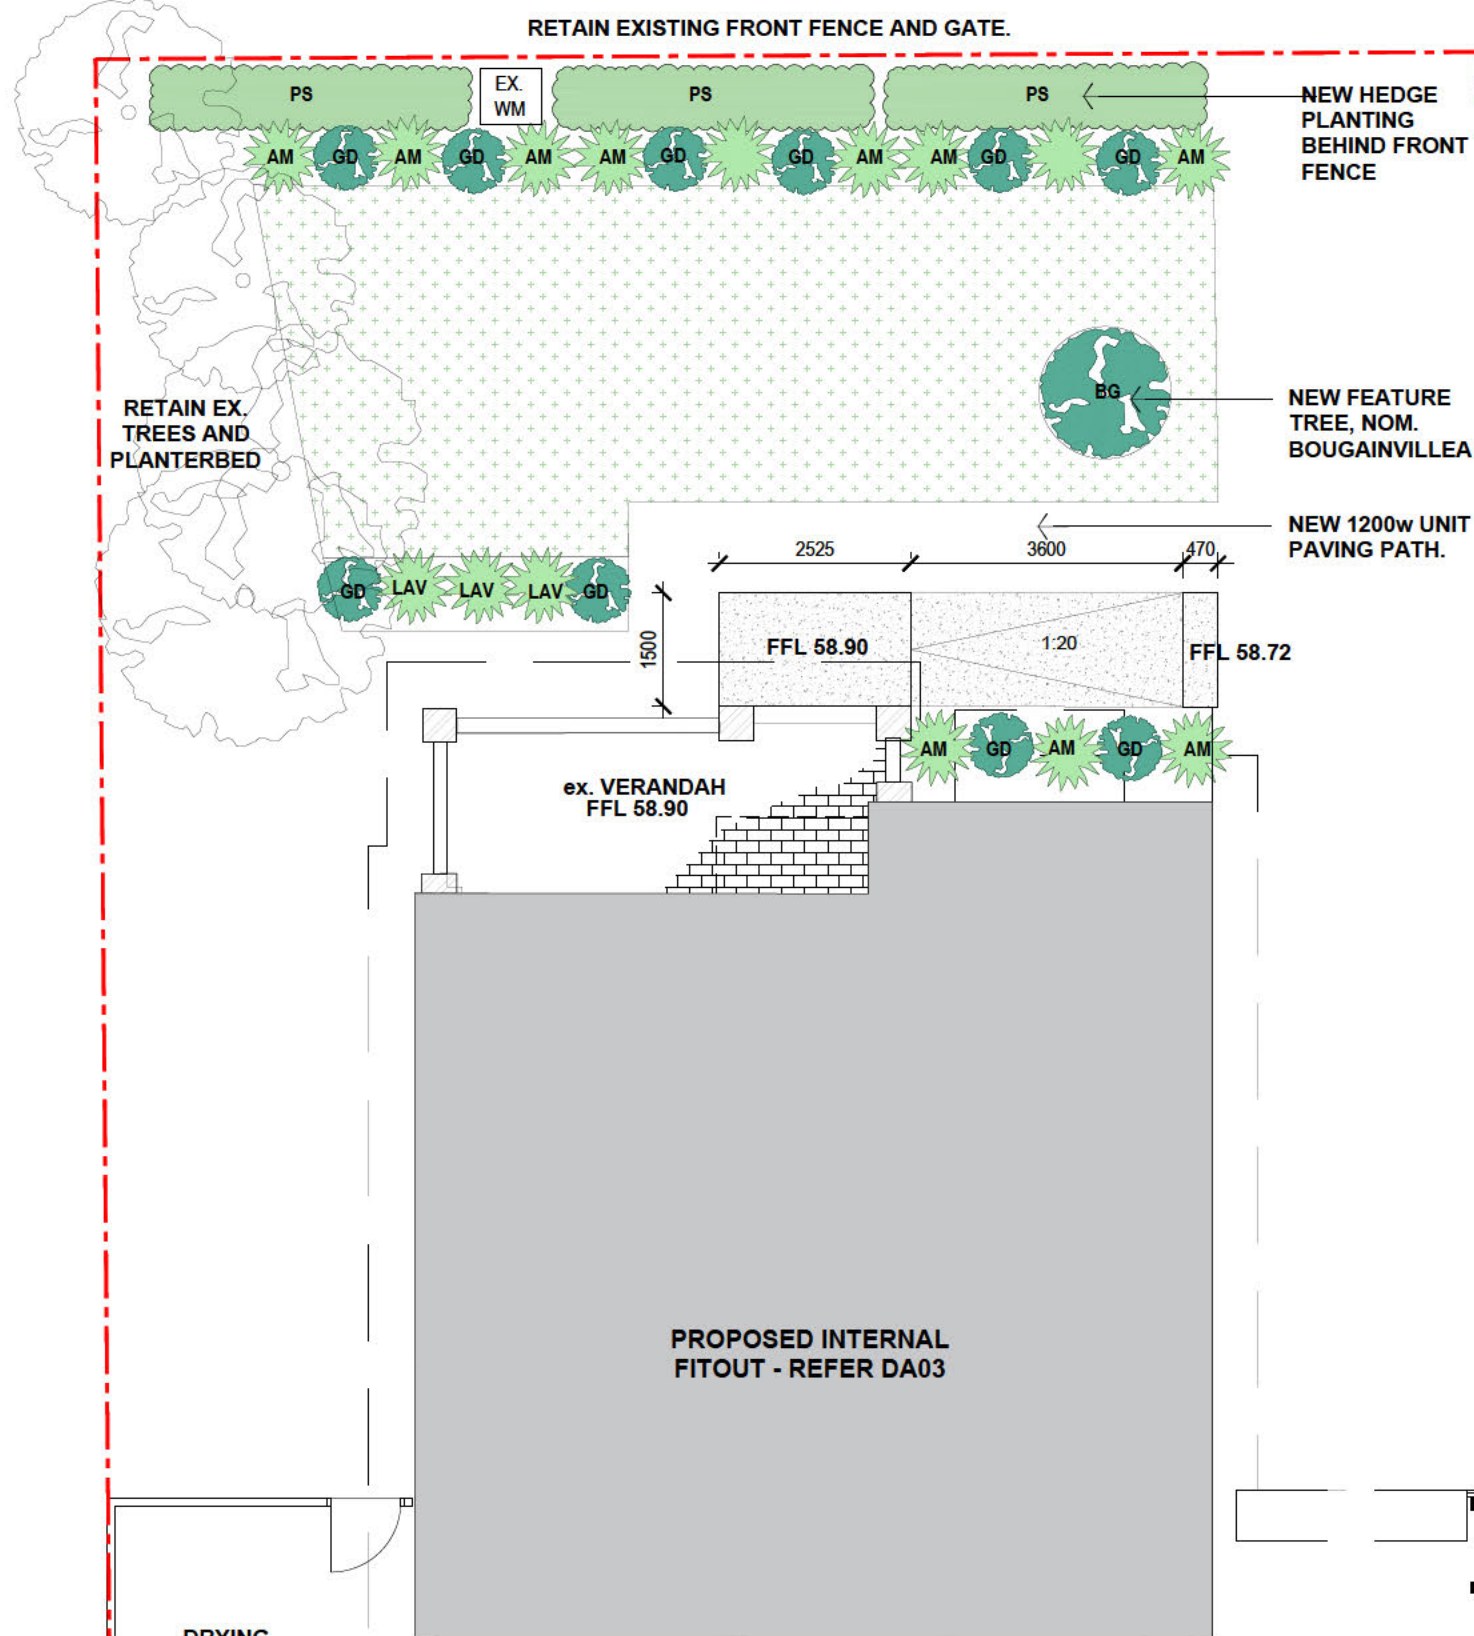 RETAIN EXISTING FRONT FENCE AND GATE.
PS
EX.
WM
PS
PS
NEW HEDGE
PLANTING
BEHIND FRONT
FENCE
AM GD AM GD AM AM GD GD AM AM GD GD AM
RETAIN EX.
TREES AND
PLANTERBED
BG
NEW FEATURE
TREE, NOM.
BOUGAINVILLEA
NEW 1200w UNIT
PAVING PATH.
2525 3600 470
GD LAV LAV LAV GD
1500
FFL 58.90
1:20
FFL 58.72
AM GD AM GD AM
ex. VERANDAH
FFL 58.90
PROPOSED INTERNAL
FITOUT - REFER DA03